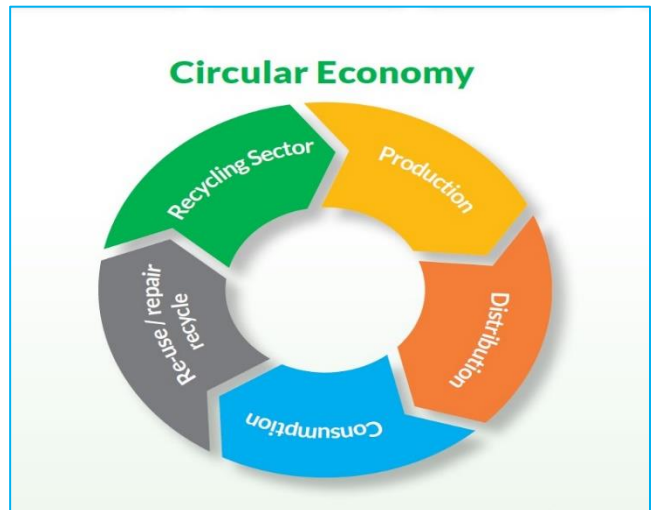 Circular Economy
Production
Distribution
Consumption
Re-use / repair
recycle
Recycling Sector